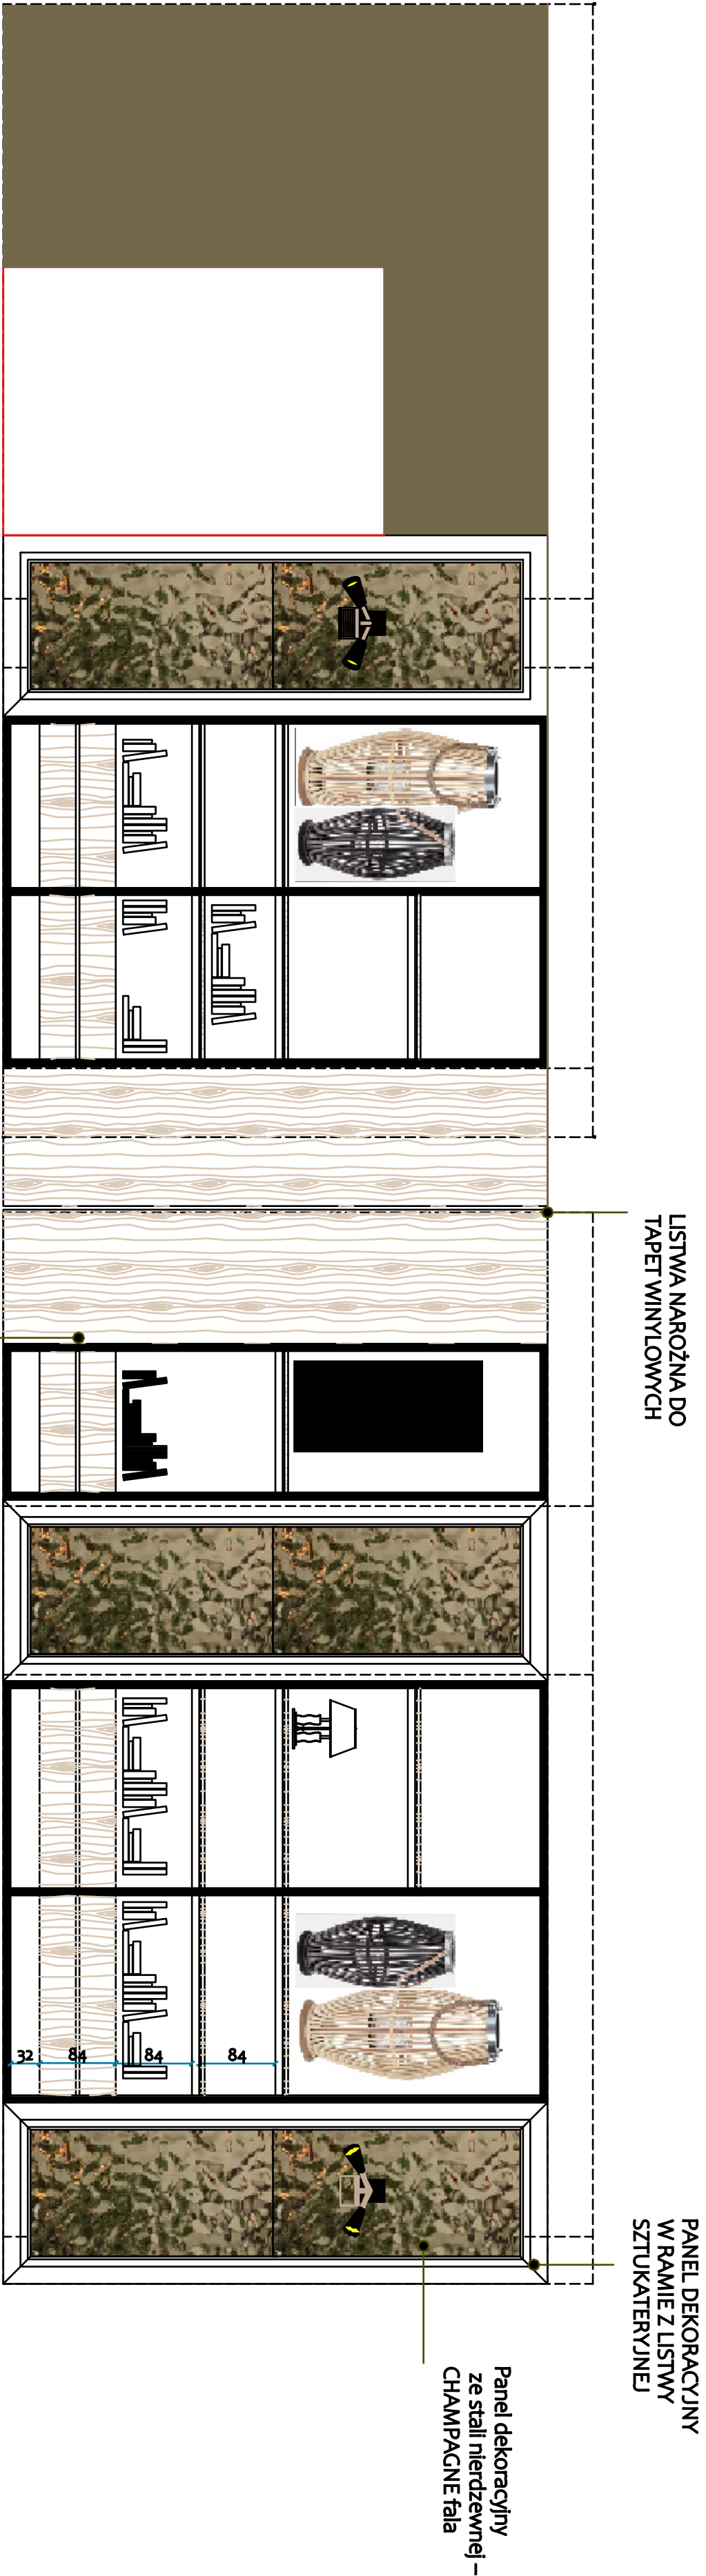 LISTWA NAROŻNA DO
TAPET WINYLOWYCH
32
84
84
84
PANEL DEKORACYJNY
W RAMIE Z LISTWY
SZTUKATERYJNEJ
Panel dekoracyjny
ze stali nierdzewnej –
CHAMPAGNE fala